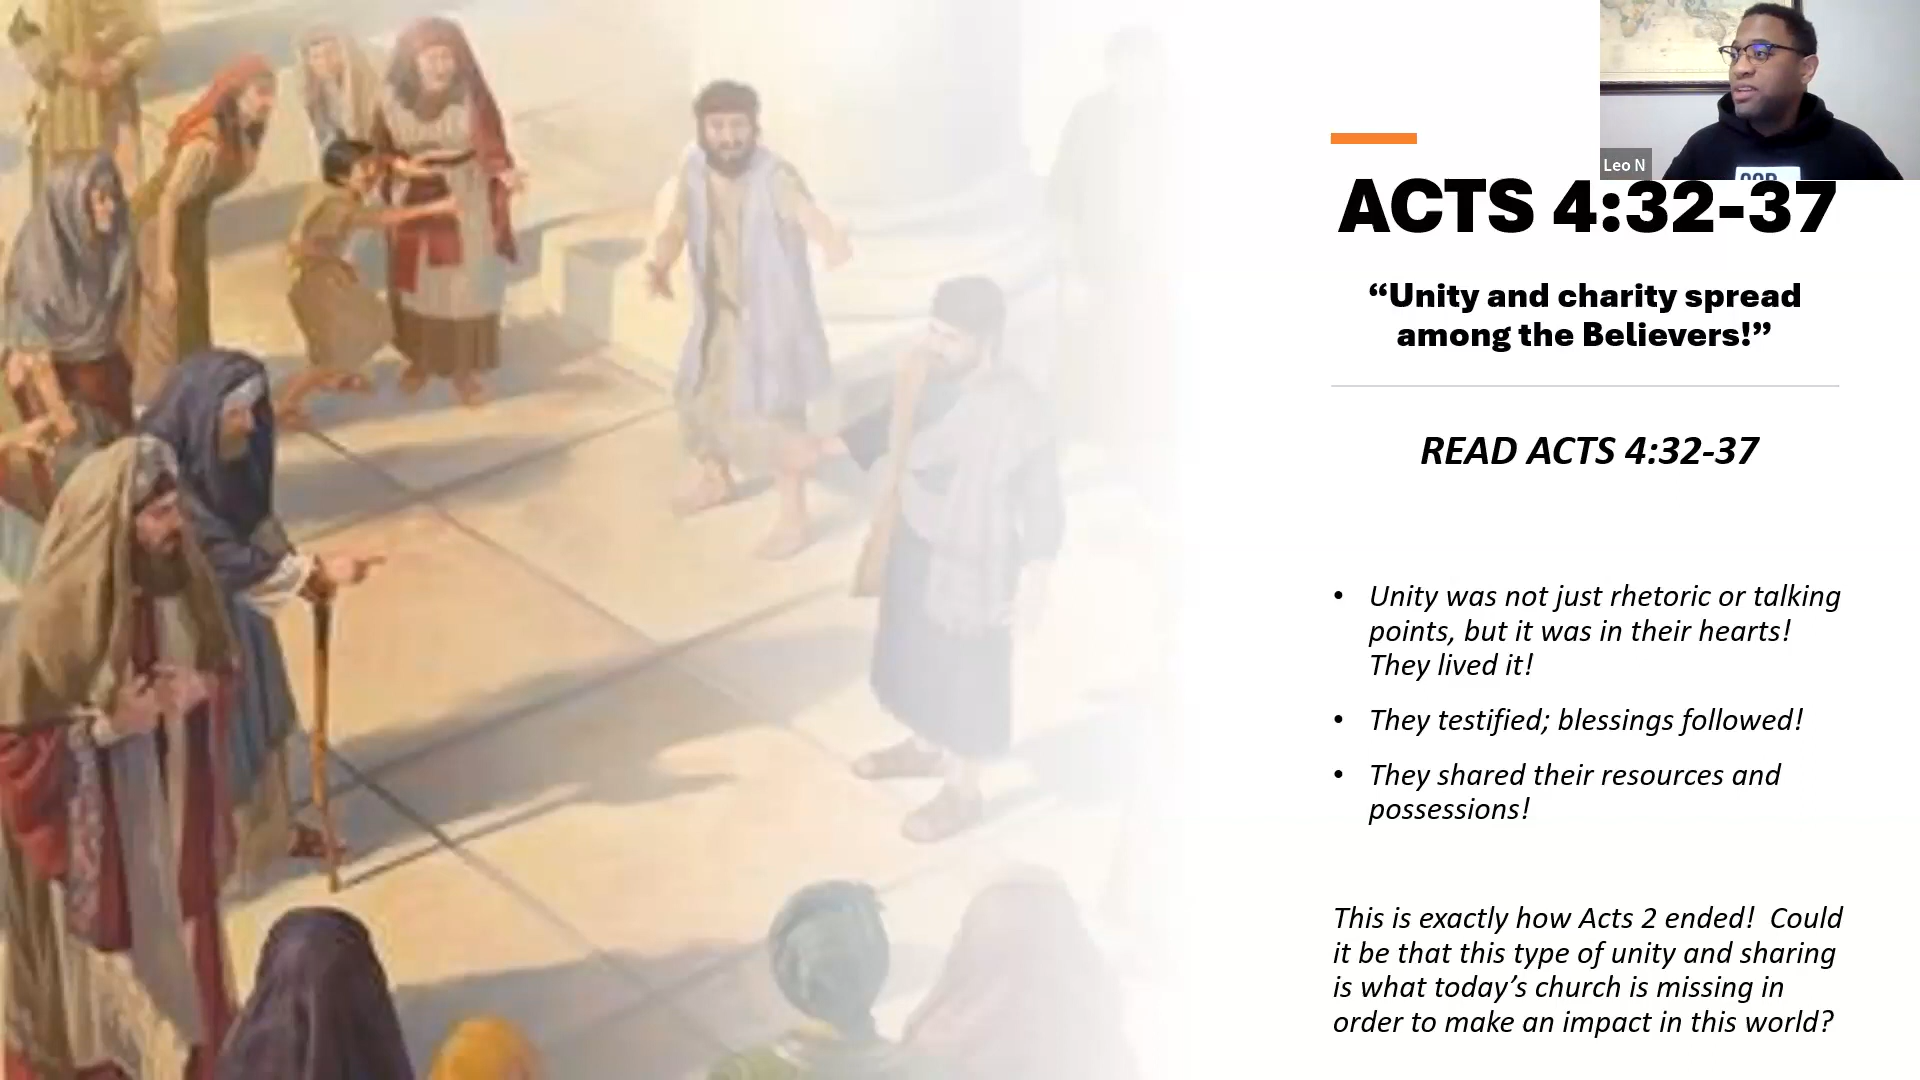 Leo N
ACTS 4:32-37
“Unity and charity spread
among the Believers!”
READ ACTS 4:32-37
• Unity was not just rhetoric or talking
points, but it was in their hearts!
They lived it!
• They testified; blessings followed!
• They shared their resources and
possessions!
This is exactly how Acts 2 ended!  Could
it be that this type of unity and sharing
is what today’s church is missing in
order to make an impact in this world?